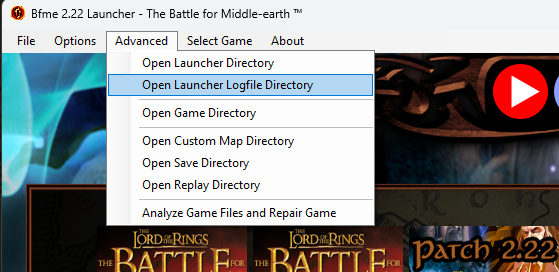 Bfme 2.22 Launcher - The Battle for Middle-earth ™
File Options Advanced Select Game About
Open Launcher Directory
Open Launcher Logfile Directory
Open Game Directory
Open Custom Map Directory
Open Save Directory
Open Replay Directory
Analyze Game Files and Repair Game
THE LORD OF THE RINGS THE LORD OF THE RINGS
THE BATTLE THE BATTLE Patch 2.22